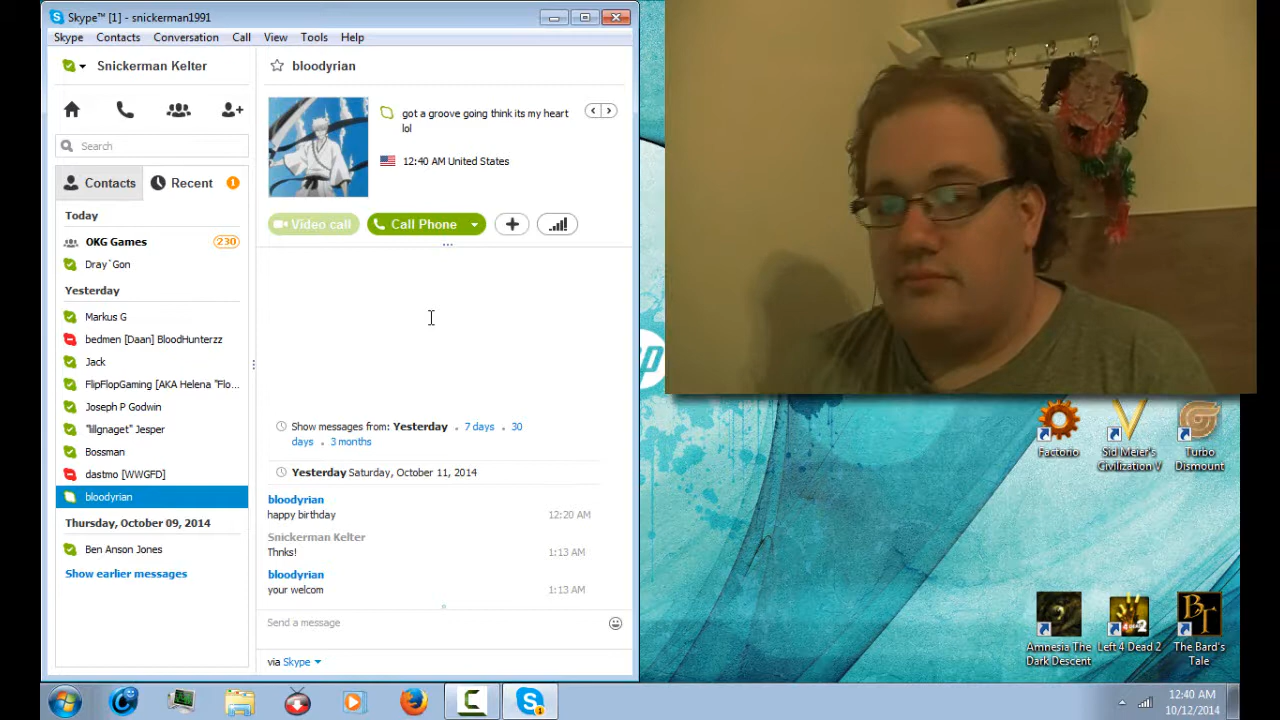 Skype™ [1] - snickerman1991
Skype Contacts Conversation Call View Tools Help
Snickerman Kelter
Search
Contacts Recent 1
Today
OKG Games 230
Dray`Gon
Yesterday
Markus G
bedmen [Daan] BloodHunterzz
Jack
FlipFlopGaming [AKA Helena "Flo...
Joseph P Godwin
"lillgnaget" Jesper
Bossman
dastmo [WWGFD]
bloodyrian
Thursday, October 09, 2014
Ben Anson Jones
Show earlier messages
bloodyrian
got a groove going think its my heart
lol
12:40 AM United States
Video call Call Phone
Show messages from: Yesterday . 7 days . 30
days . 3 months
Yesterday Saturday, October 11, 2014
bloodyrian
happy birthday 12:20 AM
Snickerman Kelter
Thnks! 1:13 AM
bloodyrian
your welcom 1:13 AM
Send a message
via Skype
hp
Factorio
Sid Meier's
Civilization V
Turbo
Dismount
Amnesia The
Dark Descent
Left 4 Dead 2
The Bard's
Tale
12:40 AM
10/12/2014